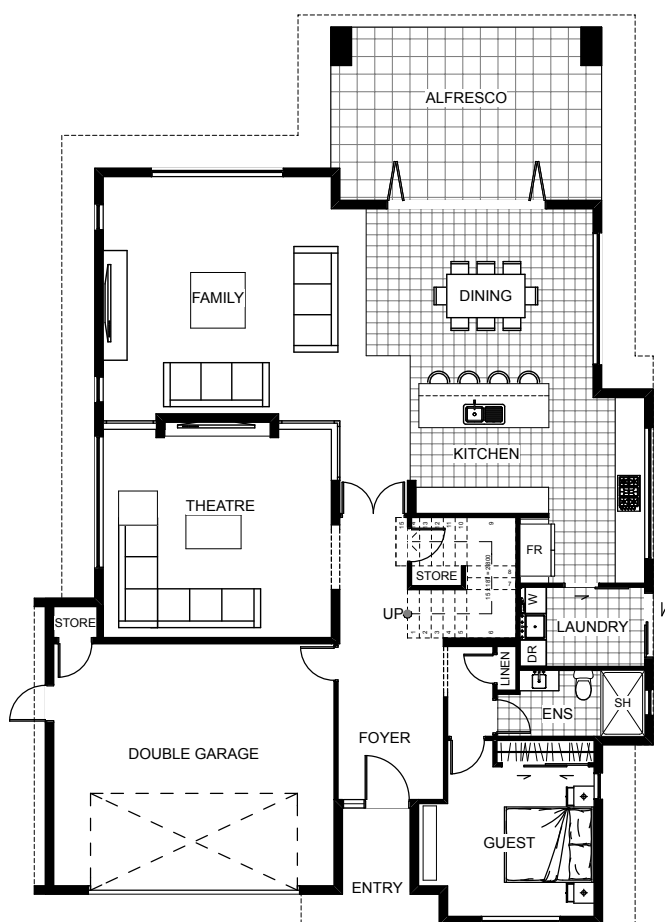 ALFRESCO
FAMILY
DINING
KITCHEN
THEATRE
FR
STORE
UP
STORE
W
LAUNDRY
DR
LINEN
ENS
SH
FOYER
DOUBLE GARAGE
GUEST
ENTRY